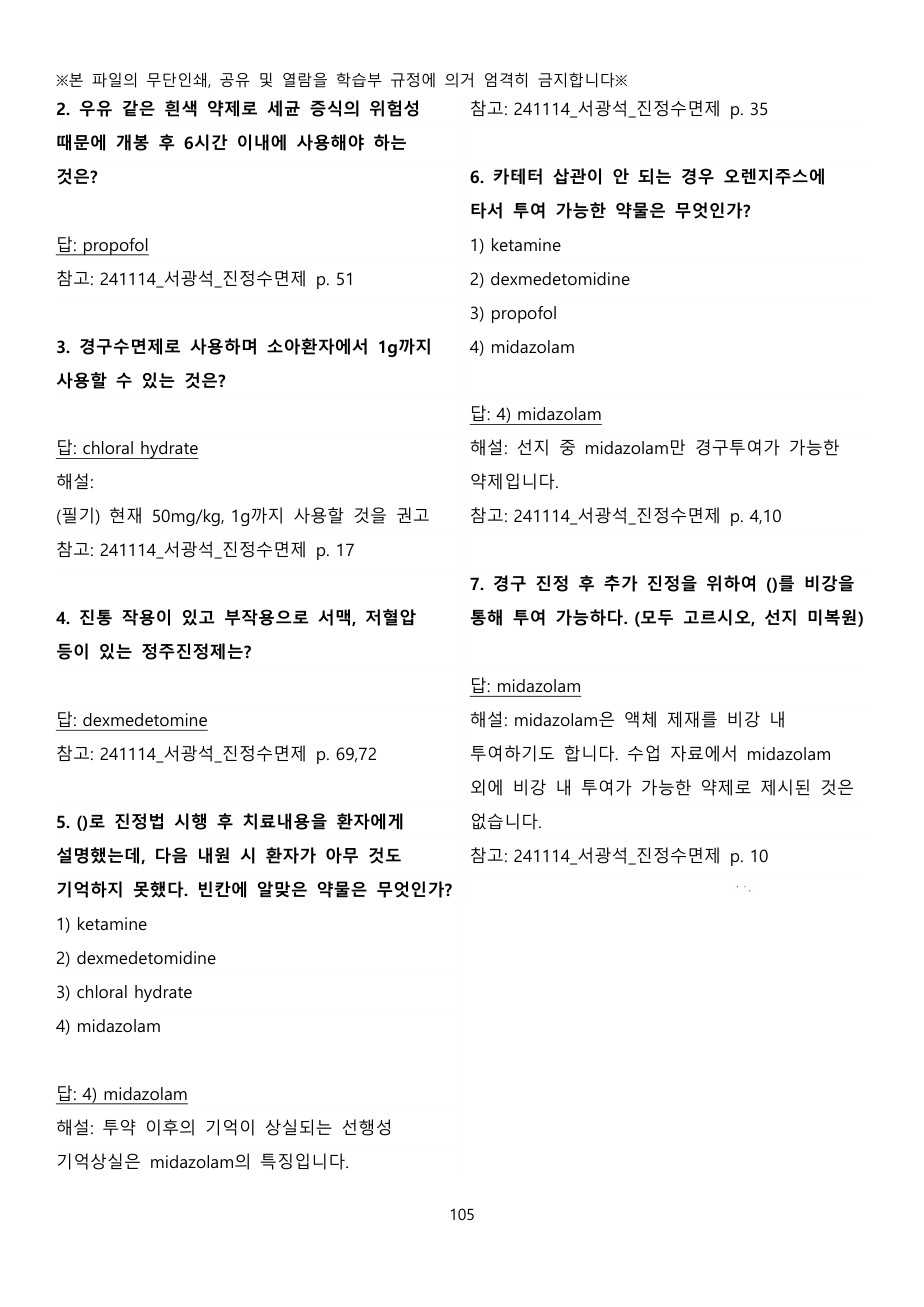 ※본 파일의 무단인쇄, 공유 및 열람을 학습부 규정에 의거 엄격히 금지합니다※
2. 우유 같은 흰색 약제로 세균 증식의 위험성
때문에 개봉 후 6시간 이내에 사용해야 하는
것은?
답: propofol
참고: 241114_서광석_진정수면제 p. 51
3. 경구수면제로 사용하며 소아환자에서 1g까지
사용할 수 있는 것은?
답: chloral hydrate
해설:
(필기) 현재 50mg/kg, 1g까지 사용할 것을 권고
참고: 241114_서광석_진정수면제 p. 17
4. 진통 작용이 있고 부작용으로 서맥, 저혈압
등이 있는 정주진정제는?
답: dexmedetomine
참고: 241114_서광석_진정수면제 p. 69,72
5. ()로 진정법 시행 후 치료내용을 환자에게
설명했는데, 다음 내원 시 환자가 아무 것도
기억하지 못했다. 빈칸에 알맞은 약물은 무엇인가?
1) ketamine
2) dexmedetomidine
3) chloral hydrate
4) midazolam
답: 4) midazolam
해설: 투약 이후의 기억이 상실되는 선행성
기억상실은 midazolam의 특징입니다.
참고: 241114_서광석_진정수면제 p. 35
6. 카테터 삽관이 안 되는 경우 오렌지주스에
타서 투여 가능한 약물은 무엇인가?
1) ketamine
2) dexmedetomidine
3) propofol
4) midazolam
답: 4) midazolam
해설: 선지 중 midazolam만 경구투여가 가능한
약제입니다.
참고: 241114_서광석_진정수면제 p. 4,10
7. 경구 진정 후 추가 진정을 위하여 ()를 비강을
통해 투여 가능하다. (모두 고르시오, 선지 미복원)
답: midazolam
해설: midazolam은 액체 제재를 비강 내
투여하기도 합니다. 수업 자료에서 midazolam
외에 비강 내 투여가 가능한 약제로 제시된 것은
없습니다.
참고: 241114_서광석_진정수면제 p. 10
105